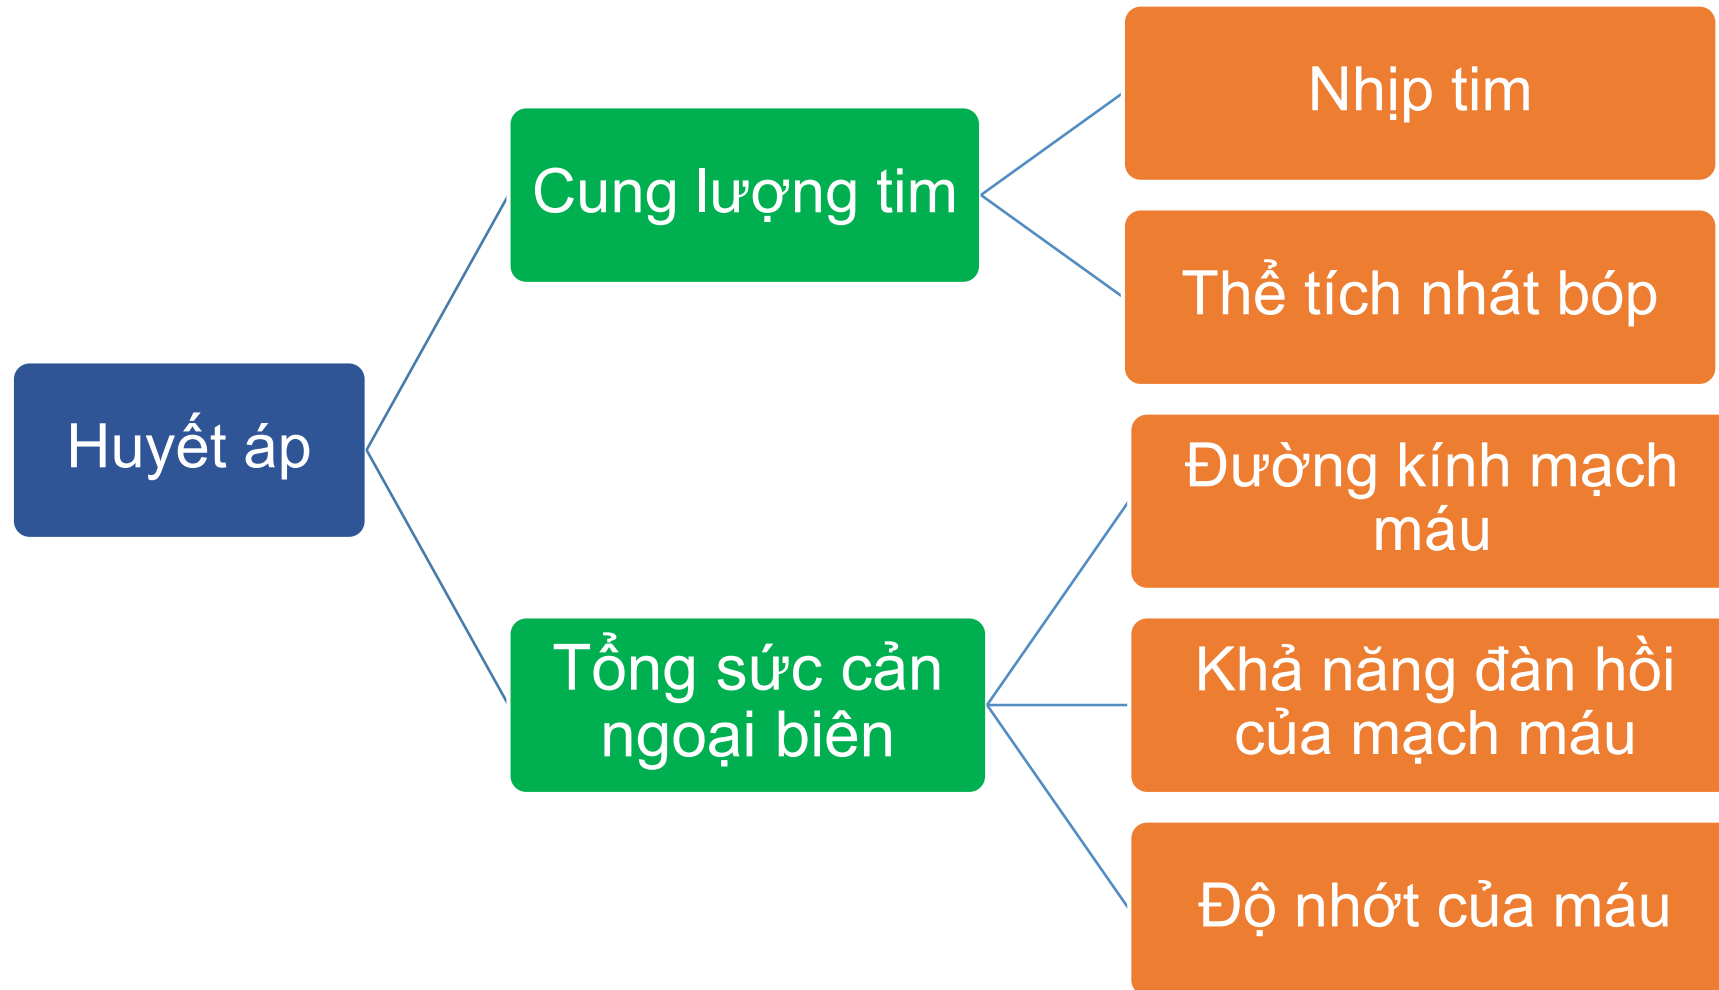 Huyết áp
Cung lượng tim
Nhịp tim
Thể tích nhát bóp
Tổng sức cản
ngoại biên
Đường kính mạch
máu
Khả năng đàn hồi
của mạch máu
Độ nhớt của máu